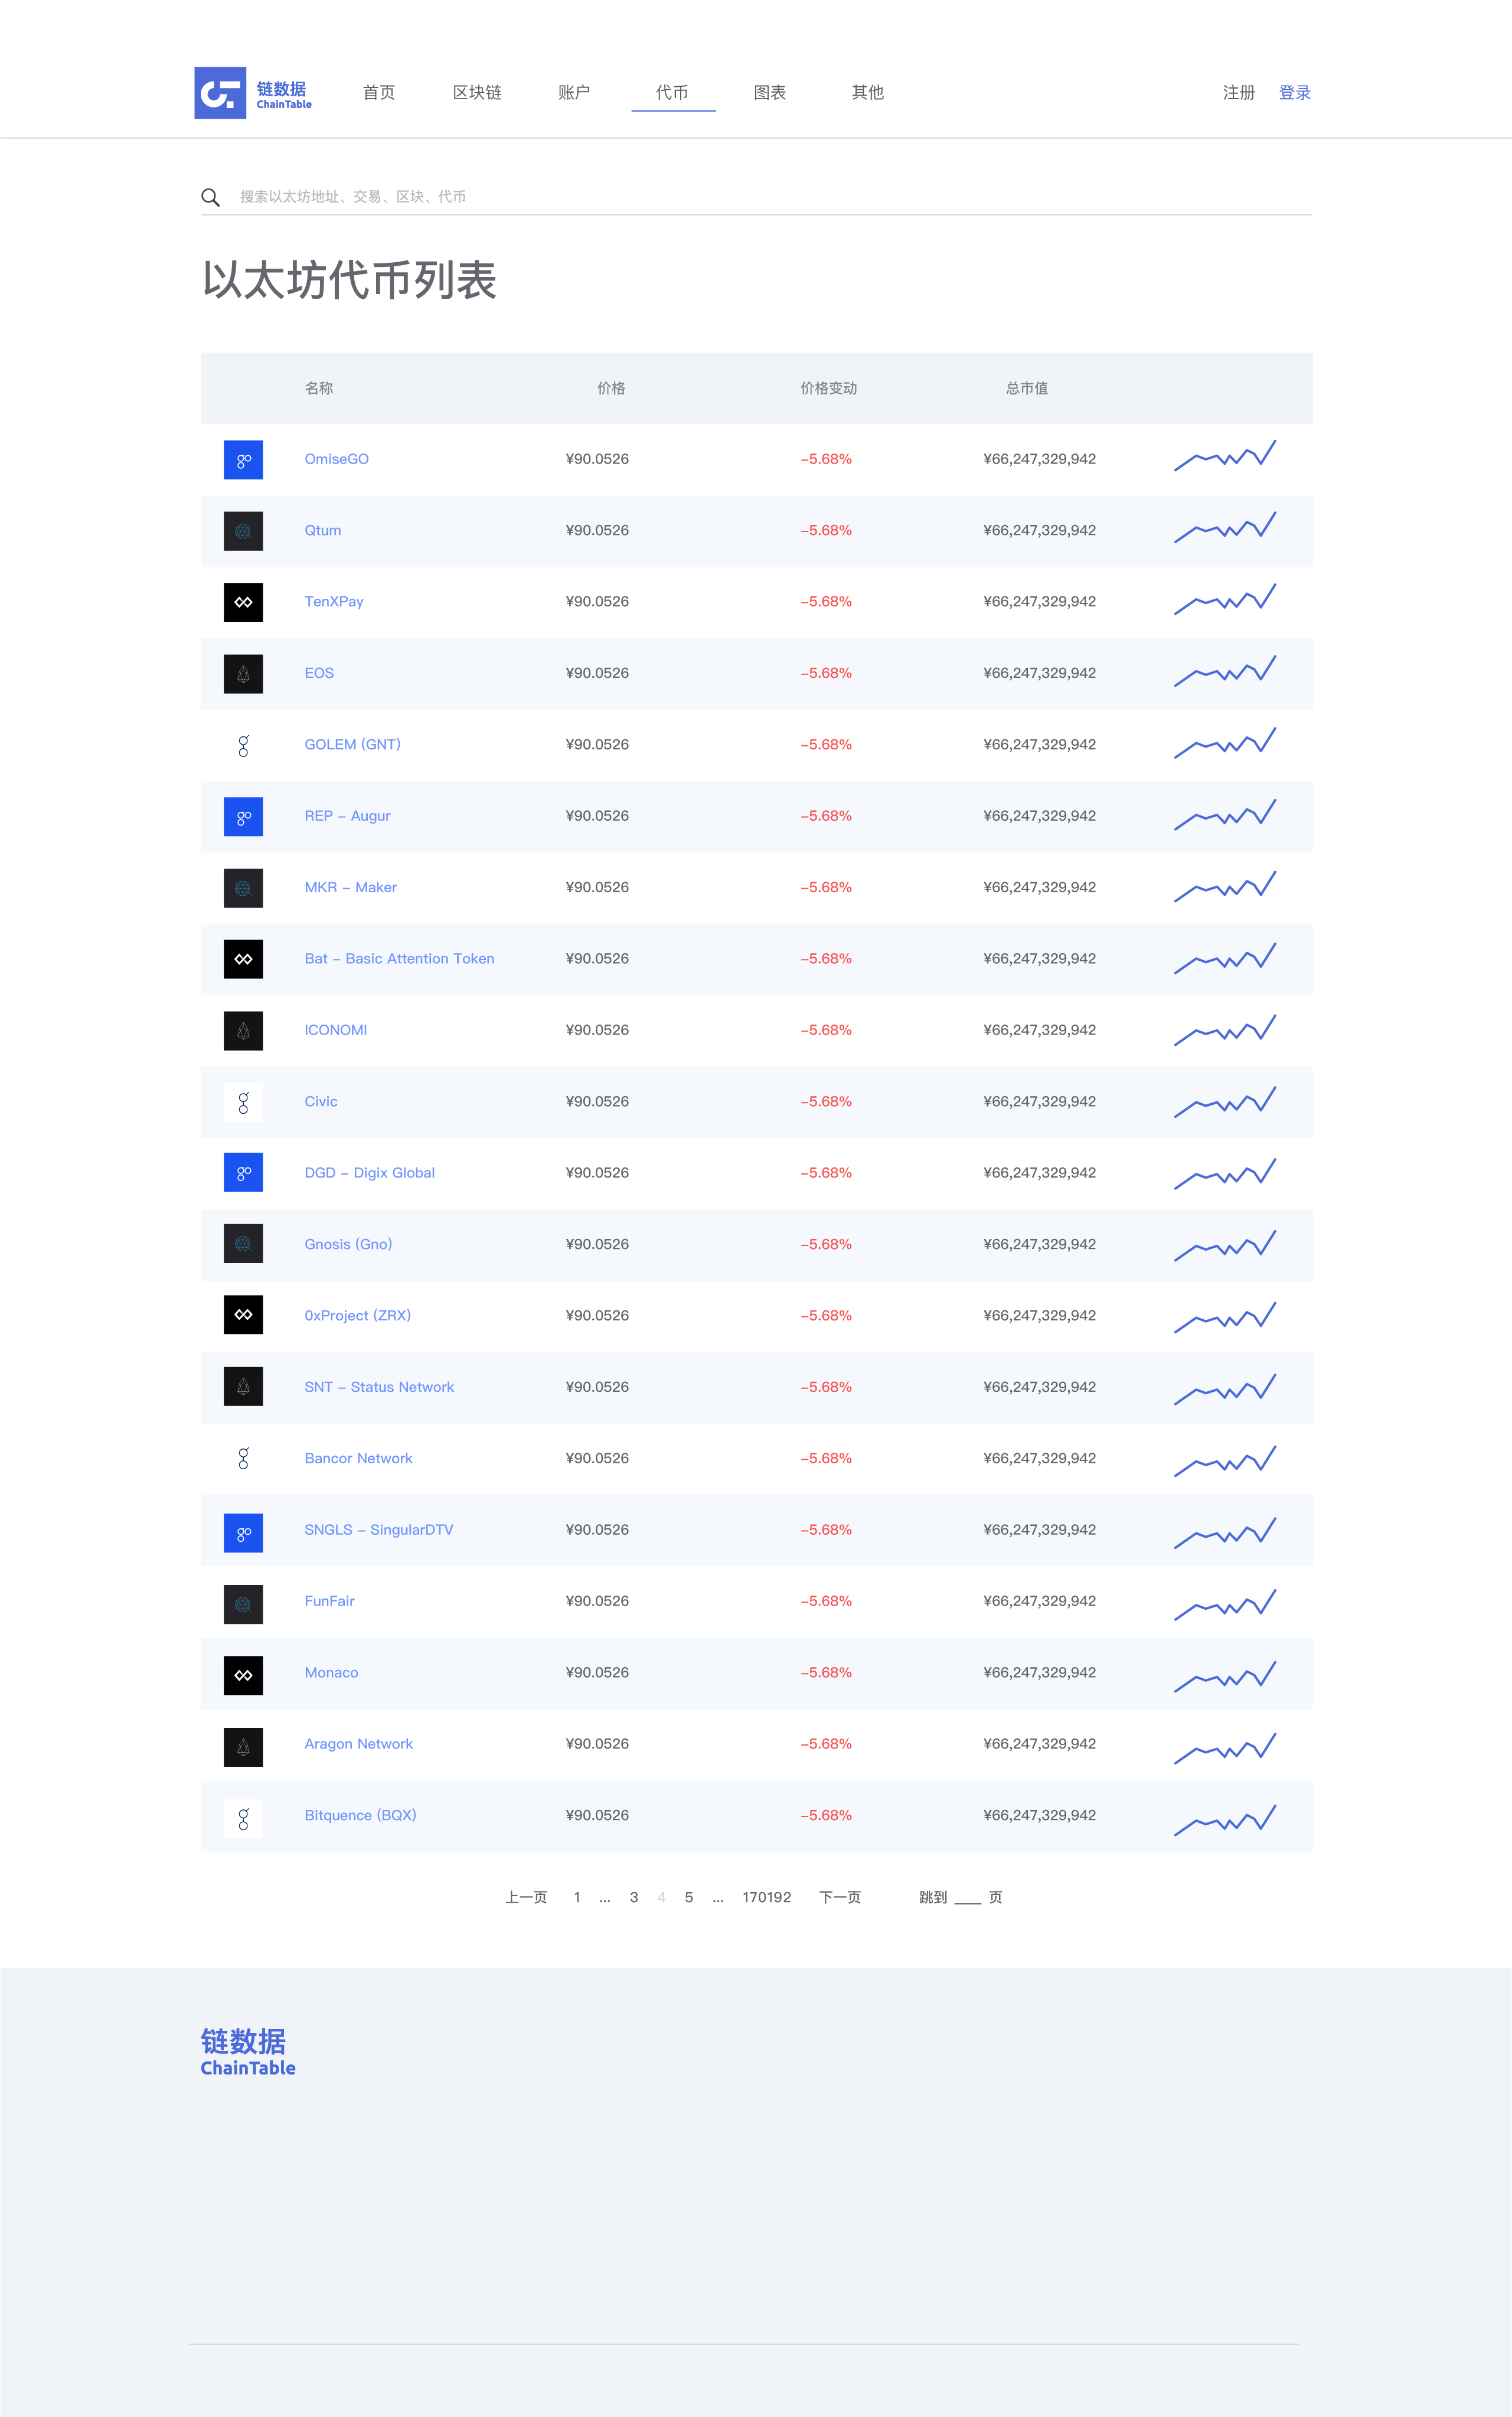 链数据
ChainTable
首页 区块链 账户 代币 图表 其他 注册 登录
搜索以太坊地址、交易、区块、代币
以太坊代币列表
名称 价格 价格变动 总市值
OmiseGO ¥90.0526 -5.68% ¥66,247,329,942
Qtum ¥90.0526 -5.68% ¥66,247,329,942
TenXPay ¥90.0526 -5.68% ¥66,247,329,942
EOS ¥90.0526 -5.68% ¥66,247,329,942
GOLEM (GNT) ¥90.0526 -5.68% ¥66,247,329,942
REP - Augur ¥90.0526 -5.68% ¥66,247,329,942
MKR - Maker ¥90.0526 -5.68% ¥66,247,329,942
Bat - Basic Attention Token ¥90.0526 -5.68% ¥66,247,329,942
ICONOMI ¥90.0526 -5.68% ¥66,247,329,942
Civic ¥90.0526 -5.68% ¥66,247,329,942
DGD - Digix Global ¥90.0526 -5.68% ¥66,247,329,942
Gnosis (Gno) ¥90.0526 -5.68% ¥66,247,329,942
0xProject (ZRX) ¥90.0526 -5.68% ¥66,247,329,942
SNT - Status Network ¥90.0526 -5.68% ¥66,247,329,942
Bancor Network ¥90.0526 -5.68% ¥66,247,329,942
SNGLS - SingularDTV ¥90.0526 -5.68% ¥66,247,329,942
FunFair ¥90.0526 -5.68% ¥66,247,329,942
Monaco ¥90.0526 -5.68% ¥66,247,329,942
Aragon Network ¥90.0526 -5.68% ¥66,247,329,942
Bitquence (BQX) ¥90.0526 -5.68% ¥66,247,329,942
上一页 1 ... 3 4 5 ... 170192 下一页 跳到 ___ 页
链数据
ChainTable